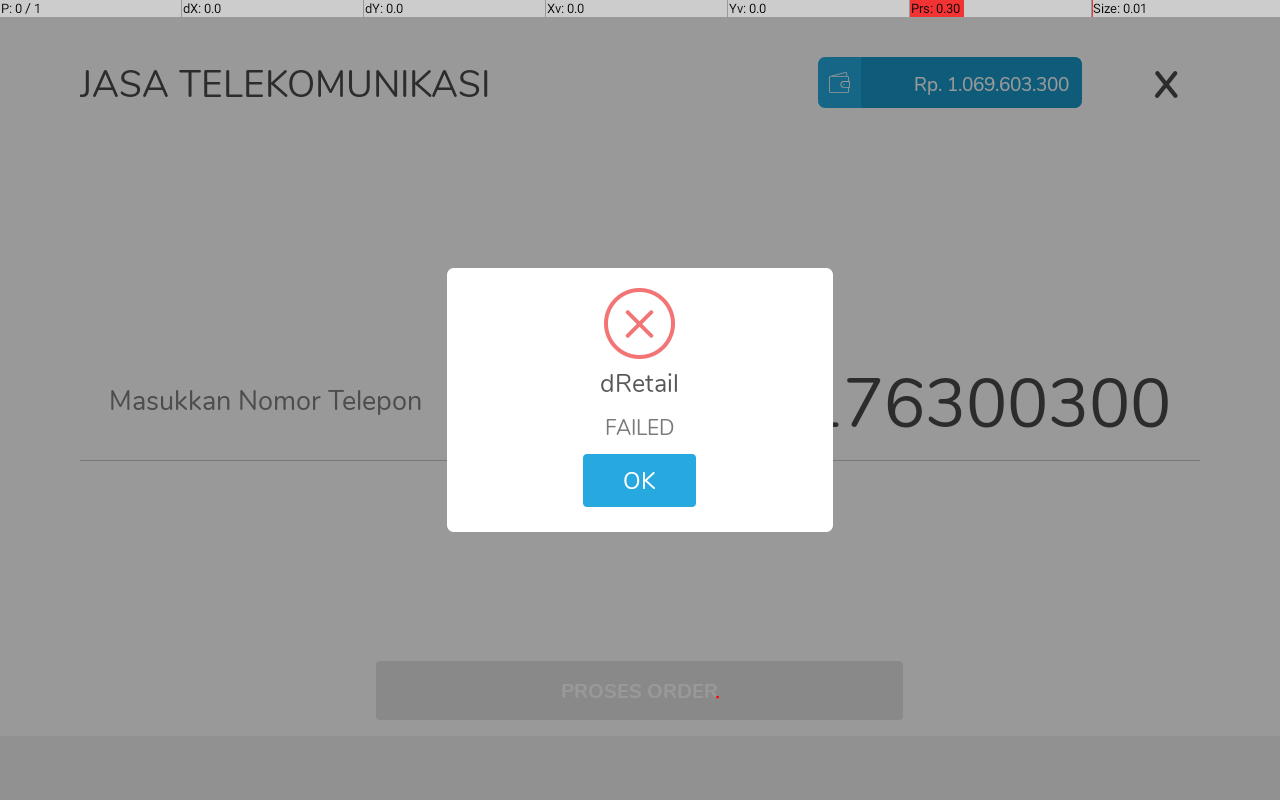 P: 0 / 1 dX: 0.0 dY: 0.0 Xv: 0.0 Yv: 0.0 Prs: 0.30 Size: 0.01
JASA TELEKOMUNIKASI
Rp. 1.069.603.300
X
dRetail
Masukkan Nomor Telepon
76300300
FAILED
OK
PROSES ORDER